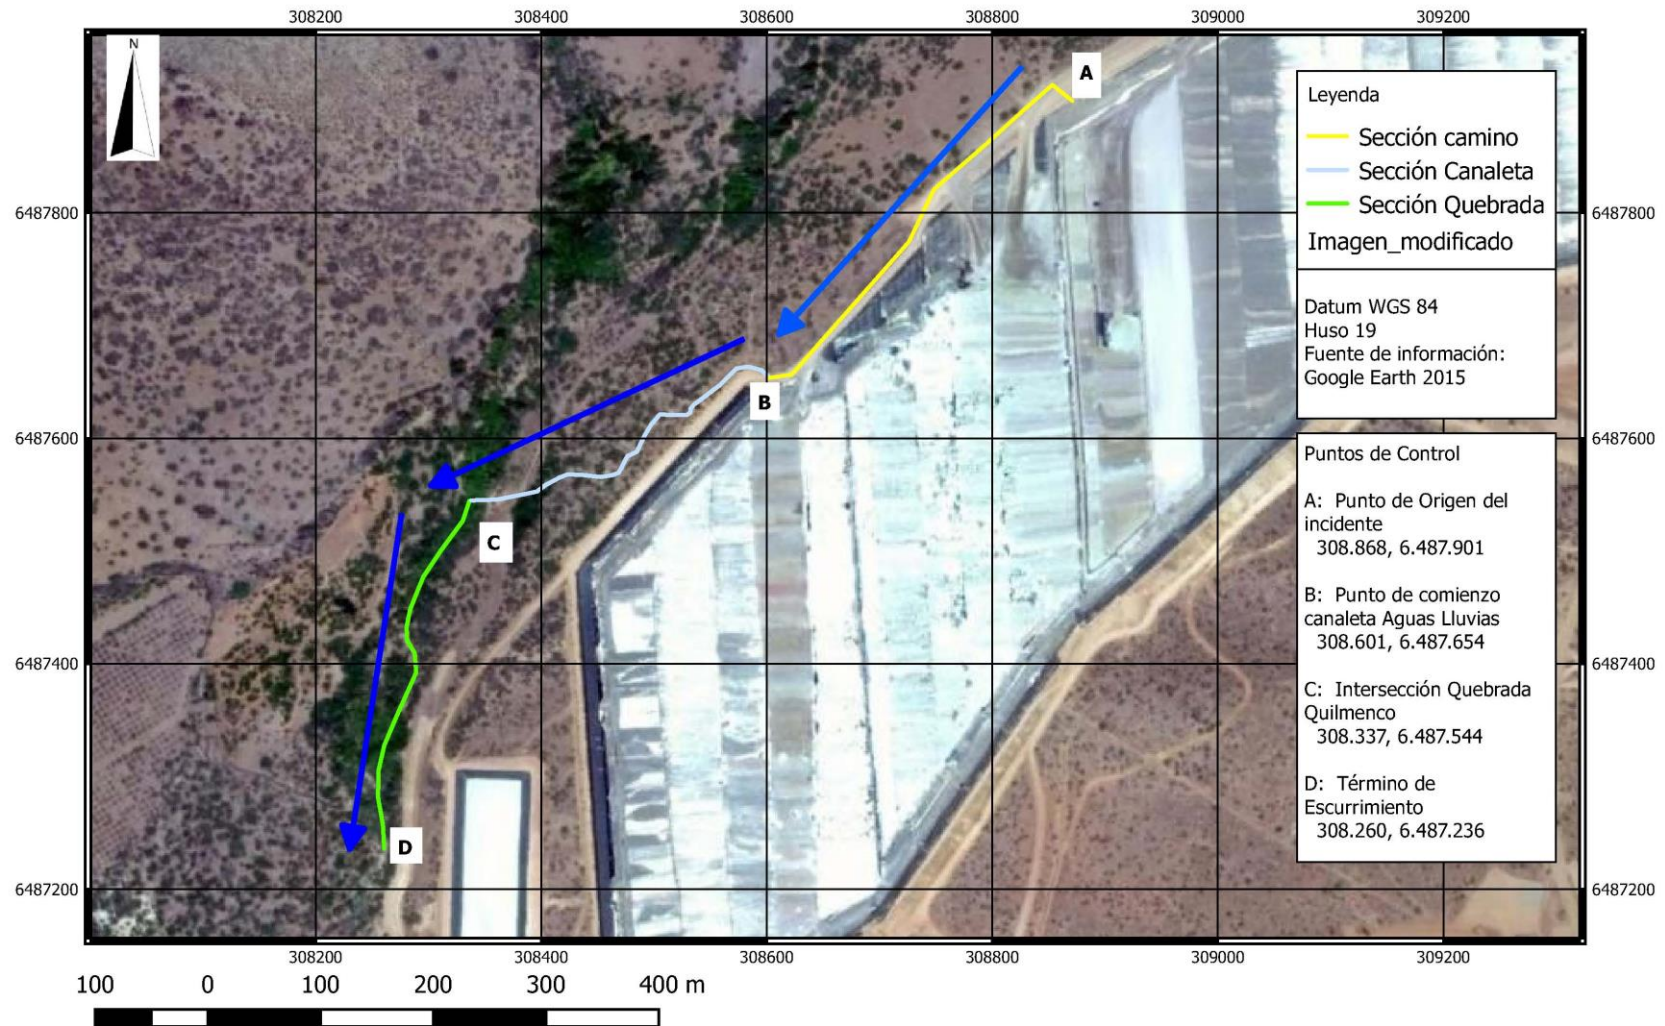 308200 308400 308600 308800 309000 309200
N
A
Leyenda
Sección camino
Sección Canaleta
Sección Quebrada
Imagen_modificado
6487800 6487800
Datum WGS 84
Huso 19
Fuente de información:
Google Earth 2015
B
6487600 6487600
Puntos de Control
A: Punto de Origen del
incidente
308.868, 6.487.901
C
B: Punto de comienzo
canaleta Aguas Lluvias
308.601, 6.487.654
6487400 6487400
C: Intersección Quebrada
Quilmenco
308.337, 6.487.544
D: Término de
Escurrimiento
308.260, 6.487.236
D
6487200 6487200
308200 308400 308600 308800 309000 309200
100 0 100 200 300 400 m